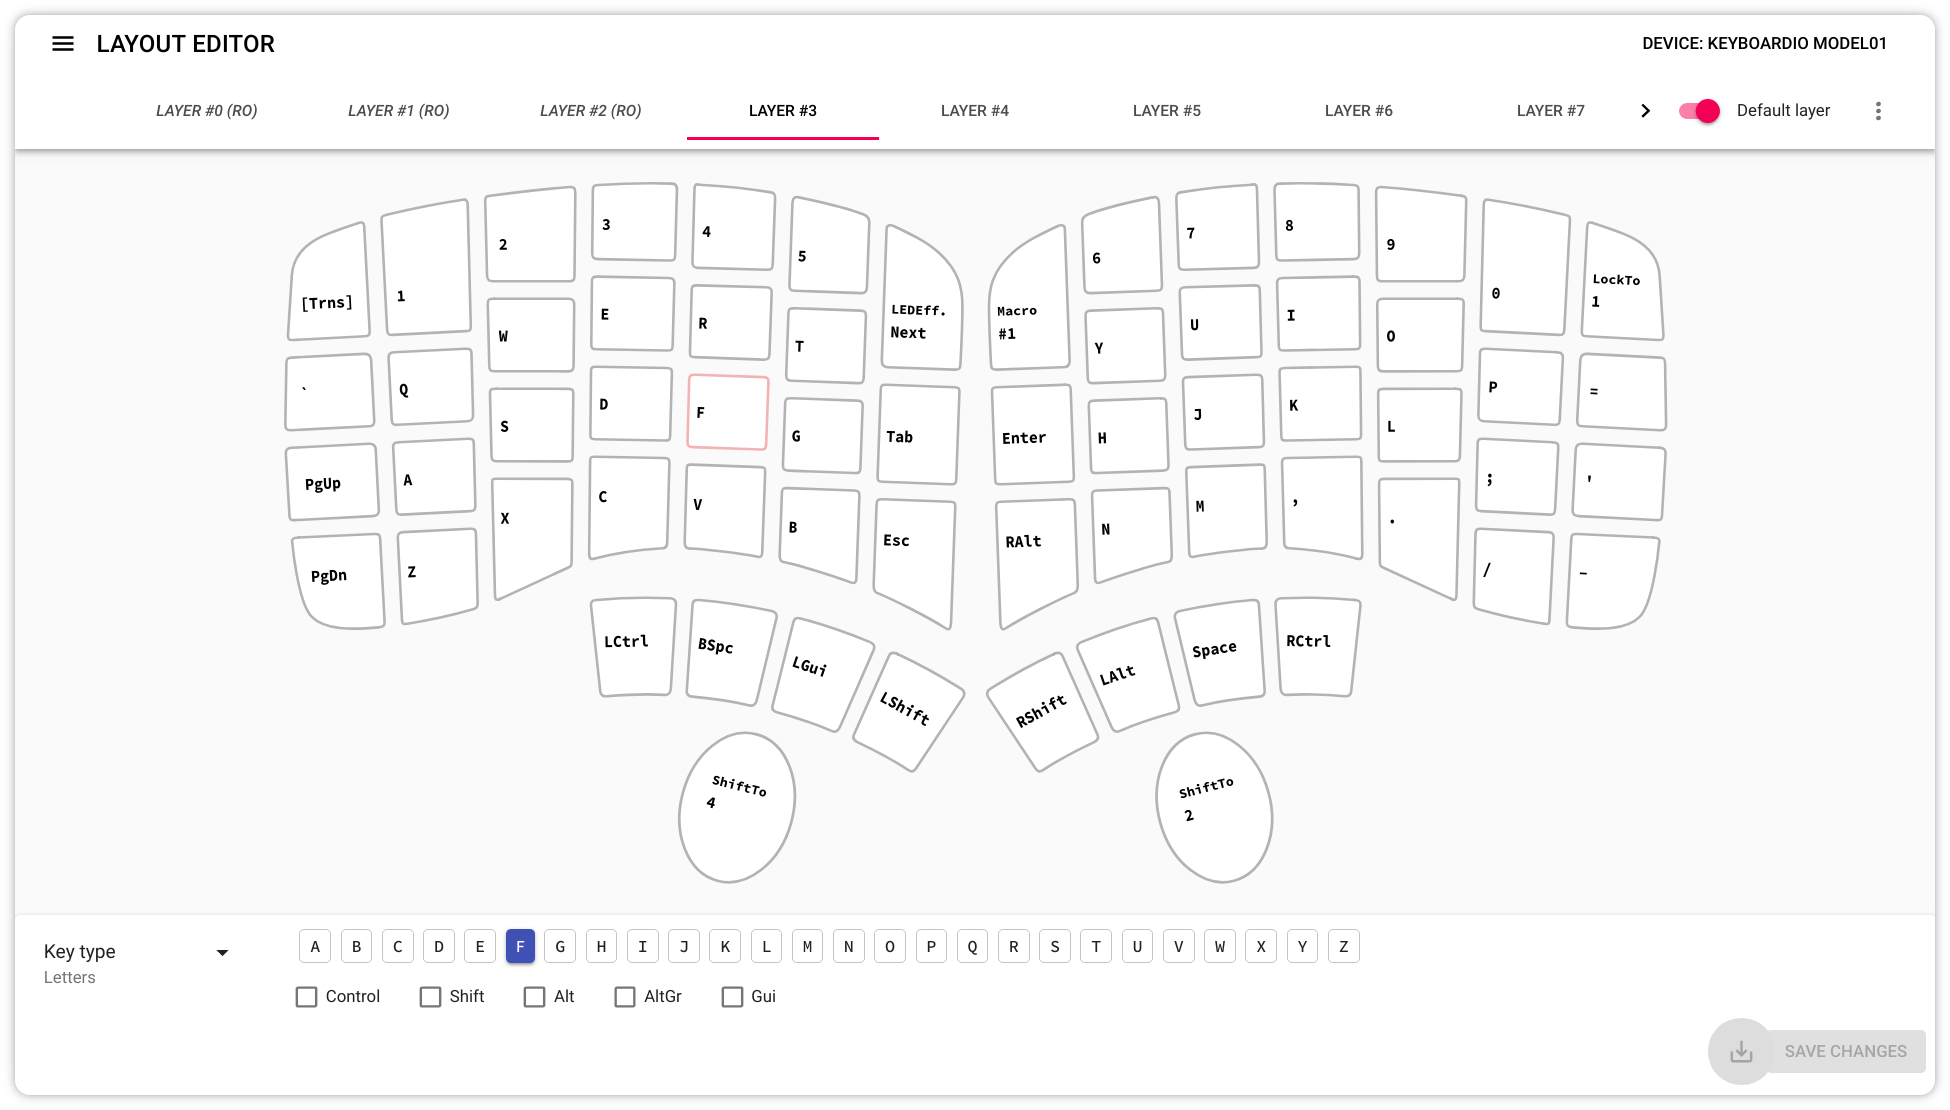 LAYOUT EDITOR
DEVICE: KEYBOARDIO MODEL01
LAYER #0 (RO)
LAYER #1 (RO)
LAYER #2 (RO)
LAYER #3
LAYER #4
LAYER #5
LAYER #6
LAYER #7
Default layer
[Trns]
1
2
3
4
5
LEDEff.
Next
`
Q
W
E
R
T
Tab
PgUp
A
S
D
F
G
Esc
PgDn
Z
X
C
V
B
Macro
#1
6
7
8
9
0
LockTo
1
Enter
Y
U
I
O
P
=
RAlt
H
J
K
L
;
'
N
M
,
.
/
-
LCtrl
BSpc
LGui
LShift
RShift
LAlt
Space
RCtrl
ShiftTo
4
ShiftTo
2
Key type
Letters
A B C D E F G H I J K L M N O P Q R S T U V W X Y Z
Control
Shift
Alt
AltGr
Gui
SAVE CHANGES